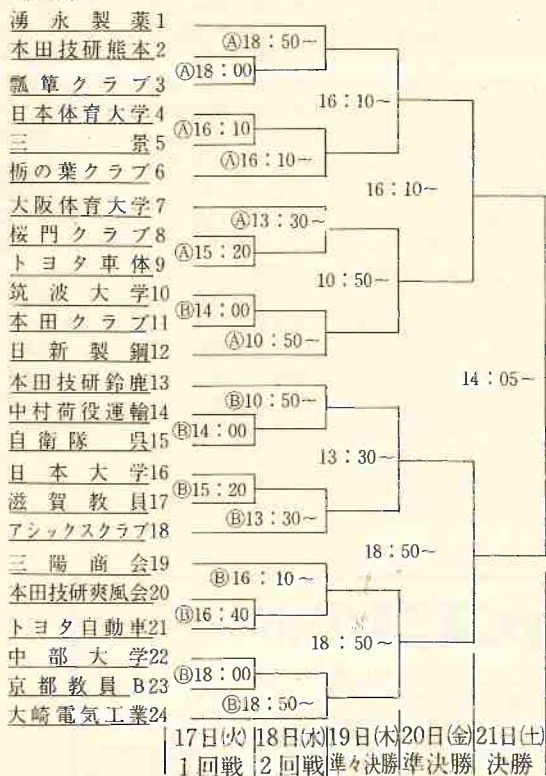 湧永製薬1
本田技研熊本2
瓢箪クラブ3
日本体育大学4
三景5
栃の葉クラブ6
大阪体育大学7
桜門クラブ8
トヨタ車体9
筑波大学10
本田クラブ11
日新製鋼12
本田技研鈴鹿13
中村荷役運輸14
自衛隊呉15
日本大学16
滋賀教員17
アシックスクラブ18
三陽商会19
本田技研爽風会20
トヨタ自動車21
中部大学22
京都教員B23
大崎電気工業24
Ⓐ18:00
Ⓐ16:10
Ⓐ15:20
Ⓑ14:00
Ⓑ14:00
Ⓑ15:20
Ⓑ16:40
Ⓑ18:00
Ⓐ18:50~
Ⓐ16:10~
Ⓐ13:30~
Ⓐ10:50~
Ⓑ10:50~
Ⓑ13:30~
Ⓑ16:10~
Ⓑ18:50~
16:10~
10:50~
13:30~
18:50~
16:10~
18:50~
14:05~
17日(火) 18日(水) 19日(木) 20日(金) 21日(土)
1回戦 2回戦 準々決勝 準決勝 決勝